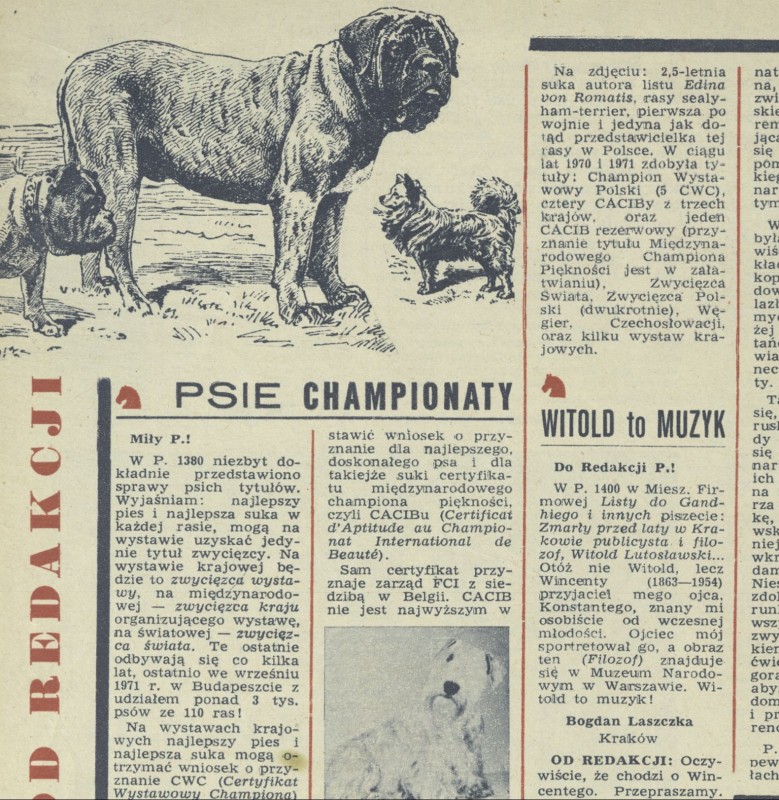 PSIE CHAMPIONATY
Miły P.!
W P. 1380 niezbyt do-
kładnie przedstawiono
sprawy psich tytułów.
Wyjaśniam: najlepszy
pies i najlepsza suka w
każdej rasie, mogą na
wystawie uzyskać jedy-
nie tytuł zwycięzcy. Na
wystawie krajowej bę-
dzie to zwycięzca wysta-
wy, na międzynarodo-
wej — zwycięzca kraju
organizującego wystawę,
na światowej — zwycięz-
ca świata. Te ostatnie
odbywają się co kilka
lat, ostatnio we wrześniu
1971 r. w Budapeszcie z
udziałem ponad 3 tys.
psów ze 110 ras!
Na wystawach krajo-
wych najlepszy pies i
najlepsza suka mogą o-
trzymać wniosek o przy-
znanie CWC (Certyfikat
Wystawowy Championa)
stawić wniosek o przy-
znanie dla najlepszego,
doskonałego psa i dla
takiejże suki certyfika-
tu międzynarodowego
championa piękności,
czyli CACIBu (Certificat
d'Aptitude au Champio-
nat International de
Beauté).
Sam certyfikat przy-
znaje zarząd FCI z sie-
dzibą w Belgii. CACIB
nie jest najwyższym w
Na zdjęciu: 2,5-letnia
suka autora listu Edina
von Romatis, rasy sealy-
ham-terrier, pierwsza po
wojnie i jedyna jak do-
tąd przedstawicielka tej
rasy w Polsce. W ciągu
lat 1970 i 1971 zdobyła ty-
tuły: Champion Wysta-
wowy Polski (5 CWC),
cztery CACIBy z trzech
krajów, oraz jeden
CACIB rezerwowy (przy-
znanie tytułu Międzyna-
rodowego Championa
Piękności jest w zała-
twianiu), Zwycięzca
Świata, Zwycięzca Pol-
ski (dwukrotnie), Wę-
gier, Czechosłowacji,
oraz kilku wystaw kra-
jowych.
WITOLD to MUZYK
Do Redakcji P.!
W P. 1400 w Miesz. Fir-
mowej Listy do Gand-
hiego i innych piszecie:
Zmarły przed laty w Kra-
kowie publicysta i filo-
zof, Witold Lutosławski...
Otóż nie Witold, lecz
Wincenty (1863—1954)
przyjaciel mego ojca,
Konstantego, znany mi
osobiście od wczesnej
młodości. Ojciec mój
sportretował go, a obraz
ten (Filozof) znajduje
się w Muzeum Narodo-
wym w Warszawie. Wi-
told to muzyk!
Bogdan Laszczka
Kraków
OD REDAKCJI: Oczy-
wiście, że chodzi o Win-
centego. Przepraszamy.
OD REDAKCJI